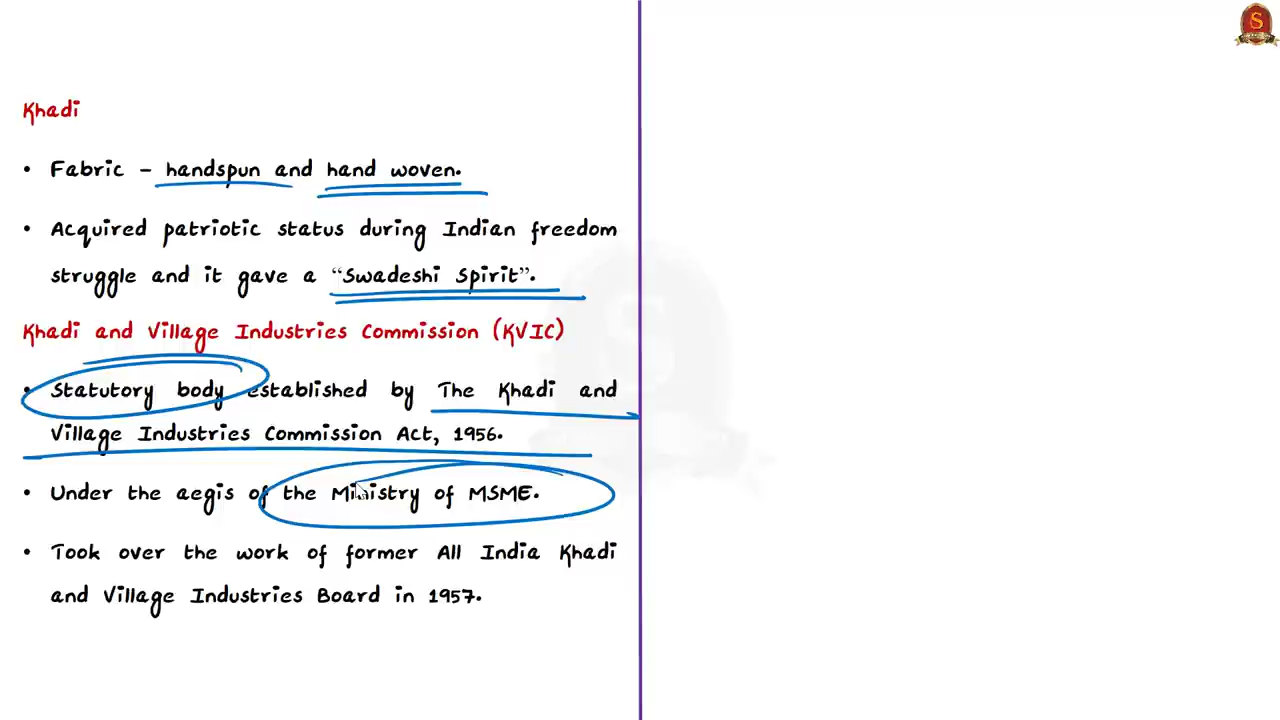 Khadi
• Fabric – handspun and hand woven.
• Acquired patriotic status during Indian freedom
struggle and it gave a “Swadeshi Spirit”.
Khadi and Village Industries Commission (KVIC)
• Statutory body established by The Khadi and
Village Industries Commission Act, 1956.
• Under the aegis of the Ministry of MSME.
• Took over the work of former All India Khadi
and Village Industries Board in 1957.
S